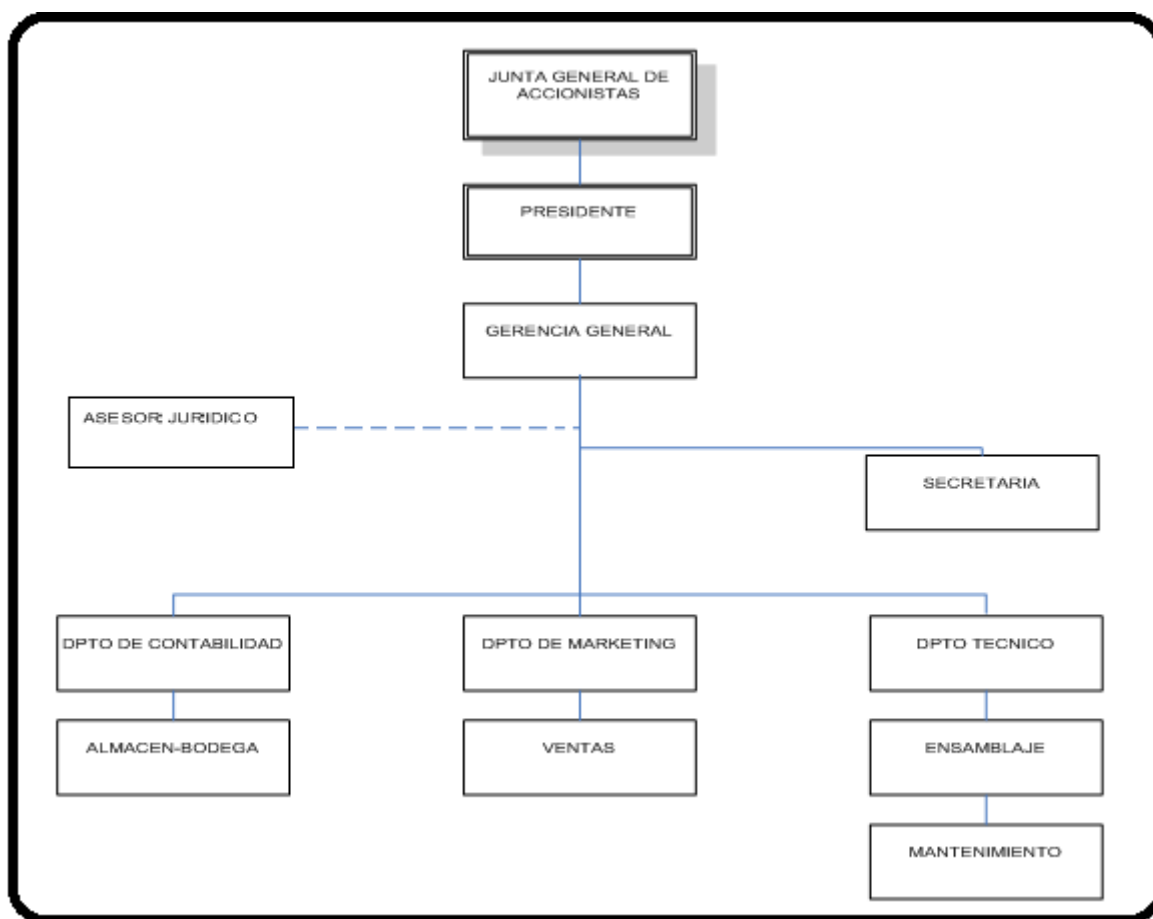 JUNTA GENERAL DE
ACCIONISTAS
PRESIDENTE
GERENCIA GENERAL
ASESOR JURIDICO
SECRETARIA
DPTO DE CONTABILIDAD
DPTO DE MARKETING
DPTO TECNICO
ALMACEN-BODEGA
VENTAS
ENSAMBLAJE
MANTENIMIENTO